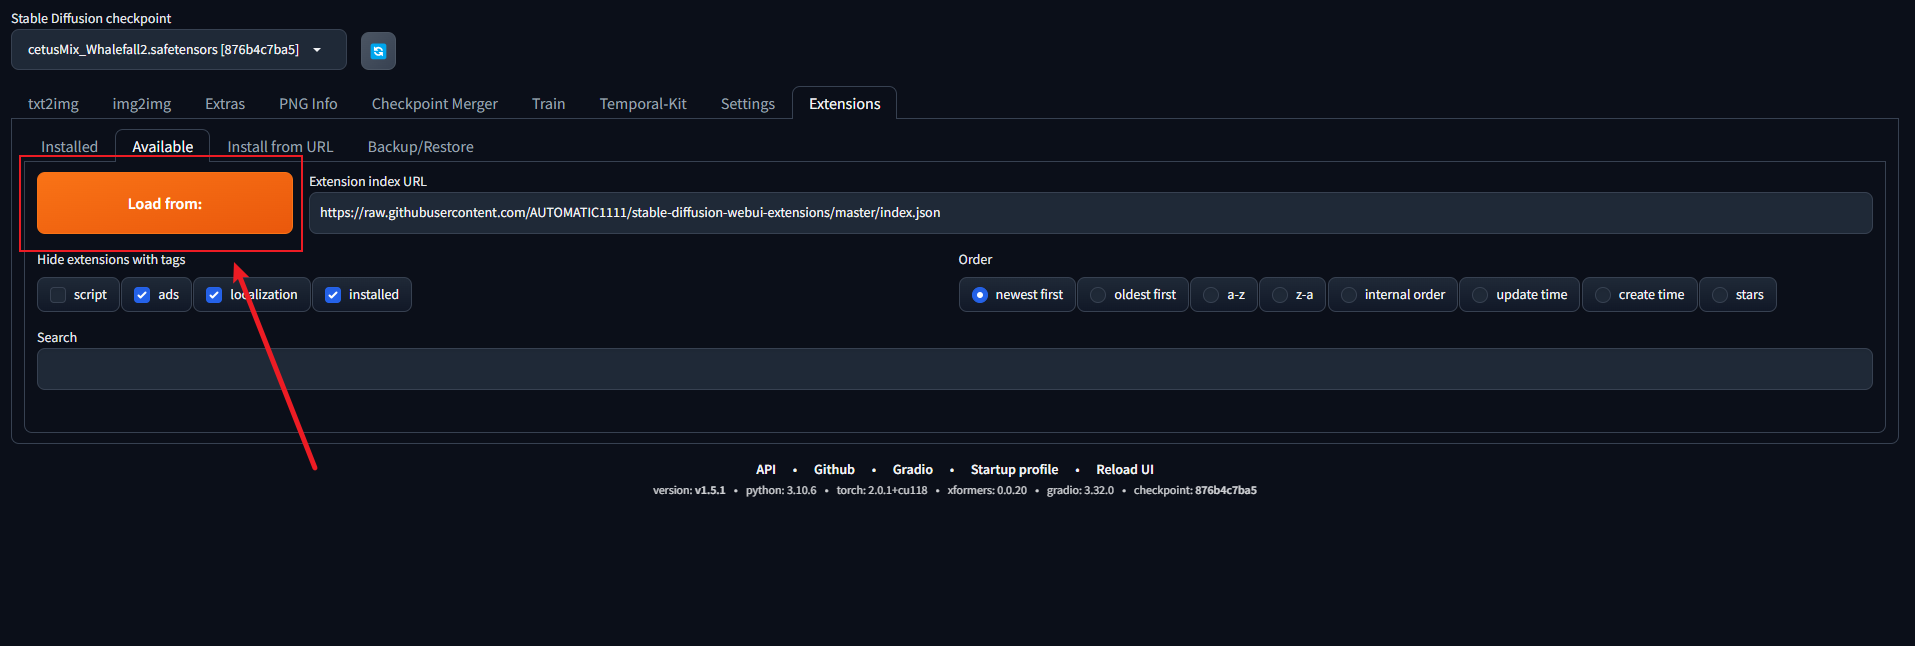 Stable Diffusion checkpoint
cetusMix_Whalefall2.safetensors [876b4c7ba5]
txt2img img2img Extras PNG Info Checkpoint Merger Train Temporal-Kit Settings Extensions
Installed Available Install from URL Backup/Restore
Load from:
Extension index URL
https://raw.githubusercontent.com/AUTOMATIC1111/stable-diffusion-webui-extensions/master/index.json
Hide extensions with tags
script ads localization installed
Order
newest first oldest first a-z z-a internal order update time create time stars
Search
API • Github • Gradio • Startup profile • Reload UI
version: v1.5.1 • python: 3.10.6 • torch: 2.0.1+cu118 • xformers: 0.0.20 • gradio: 3.32.0 • checkpoint: 876b4c7ba5